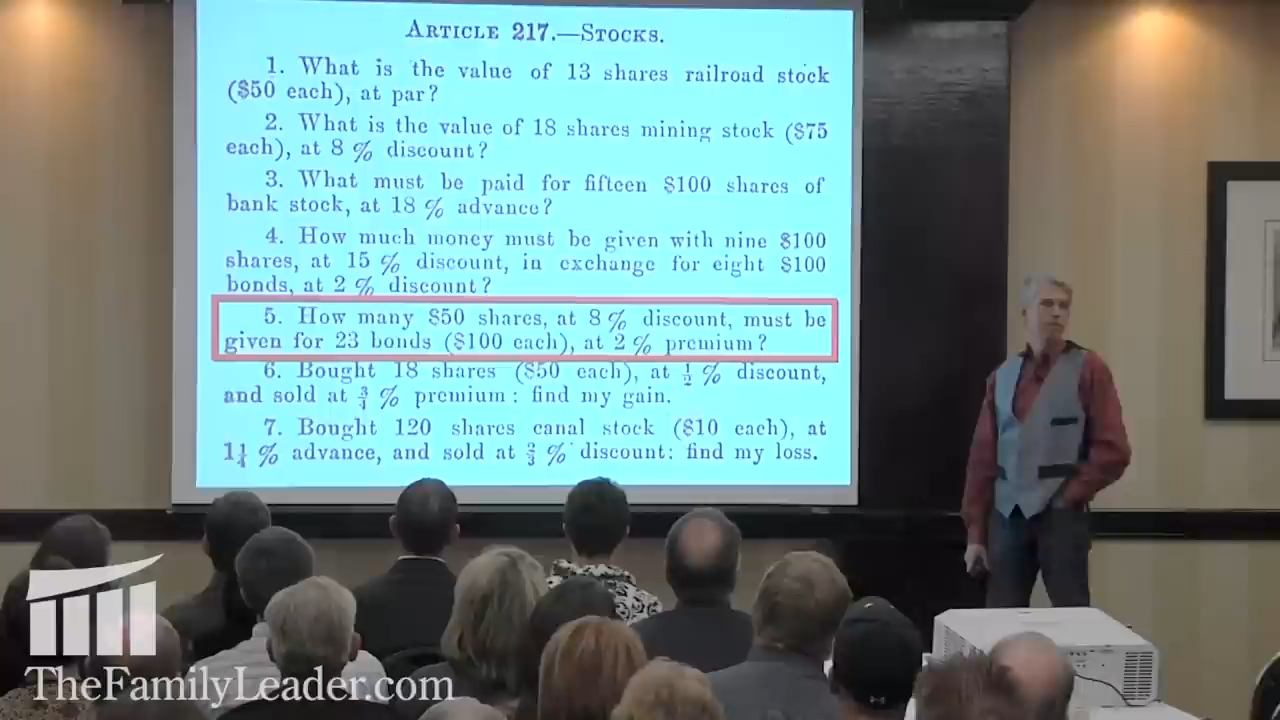 ARTICLE 217.—STOCKS.
1. What is the value of 13 shares railroad stock
($50 each), at par?
2. What is the value of 18 shares mining stock ($75
each), at 8 % discount?
3. What must be paid for fifteen $100 shares of
bank stock, at 18 % advance?
4. How much money must be given with nine $100
shares, at 15 % discount, in exchange for eight $100
bonds, at 2 % discount?
5. How many $50 shares, at 8 % discount, must be
given for 23 bonds ($100 each), at 2 % premium?
6. Bought 18 shares ($50 each), at ½ % discount,
and sold at ¾ % premium: find my gain.
7. Bought 120 shares canal stock ($10 each), at
1¼ % advance, and sold at ⅔ % discount: find my loss.
TheFamilyLeader.com